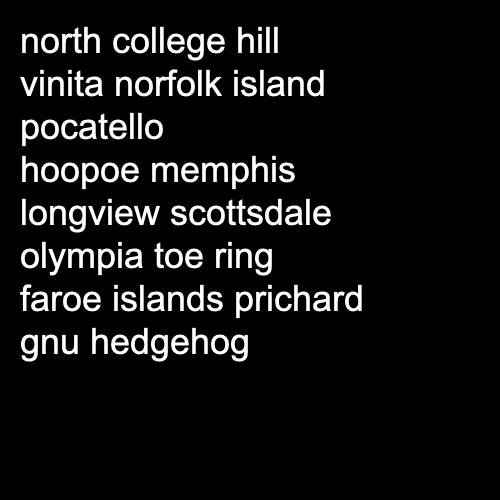 north college hill
vinita norfolk island
pocatello
hoopoe memphis
longview scottsdale
olympia toe ring
faroe islands prichard
gnu hedgehog